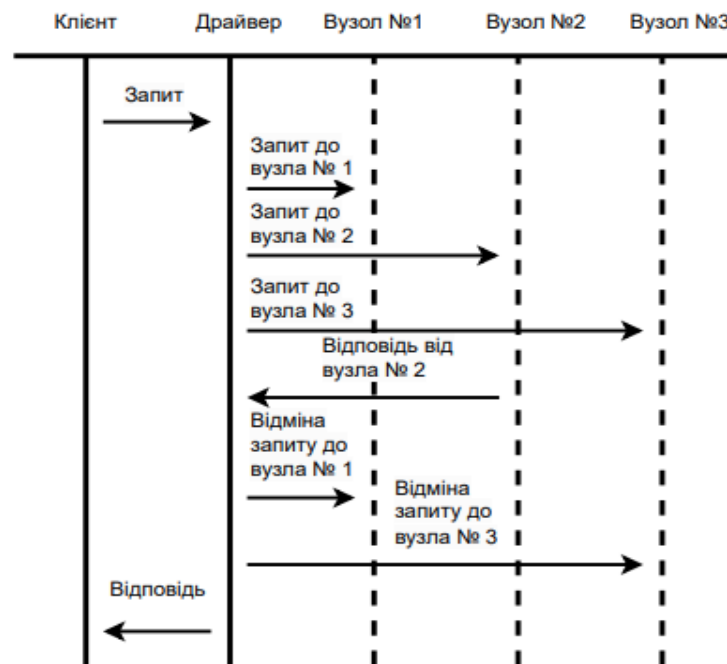 Клієнт
Драйвер
Вузол №1
Вузол №2
Вузол №3
Запит
Запит до
вузла № 1
Запит до
вузла № 2
Запит до
вузла № 3
Відповідь від
вузла № 2
Відміна
запиту до
вузла № 1
Відміна
запиту до
вузла № 3
Відповідь